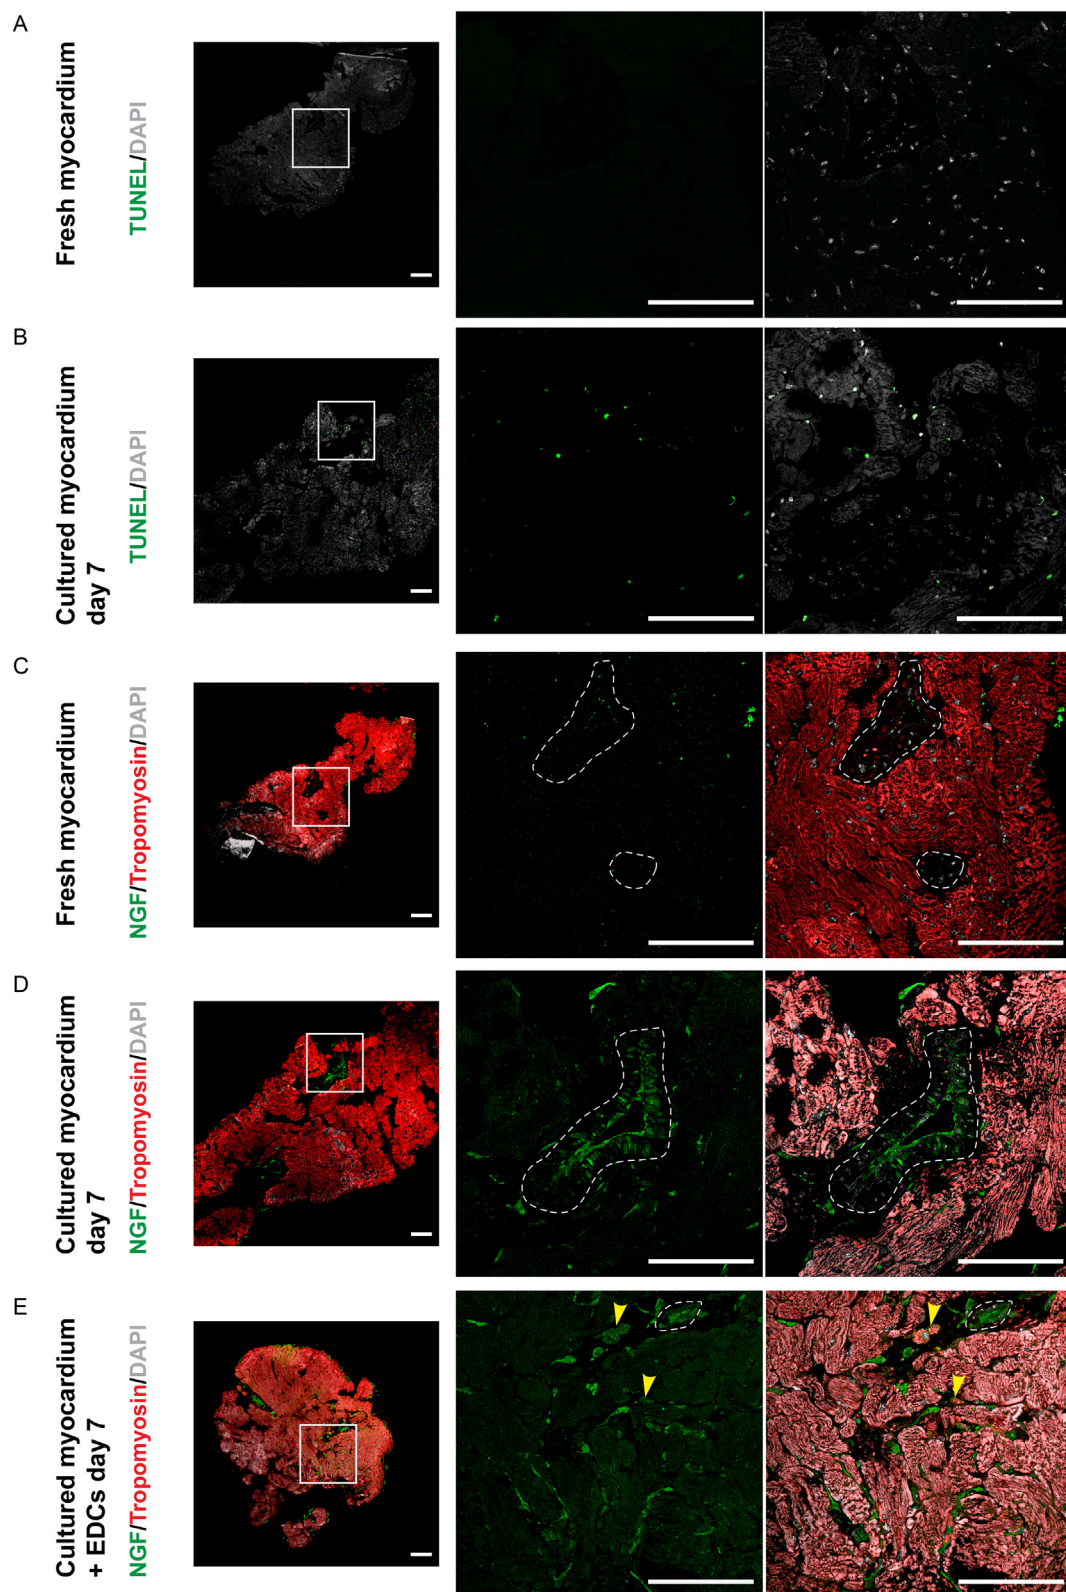 A
Fresh myocardium
TUNEL/DAPI
B
Cultured myocardium
day 7
TUNEL/DAPI
C
Fresh myocardium
NGF/Tropomyosin/DAPI
D
Cultured myocardium
day 7
NGF/Tropomyosin/DAPI
E
Cultured myocardium
+ EDCs day 7
NGF/Tropomyosin/DAPI